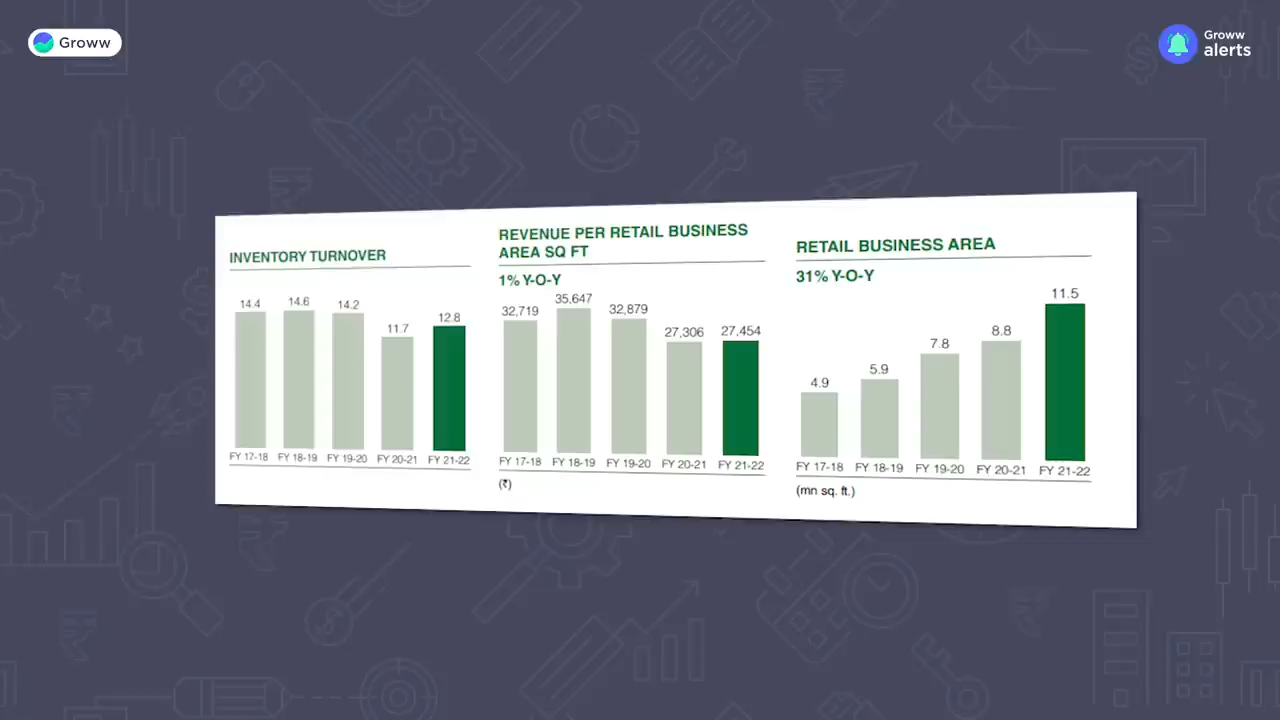 Groww
Groww
alerts
INVENTORY TURNOVER
14.4 14.6 14.2 11.7 12.8
FY 17-18 FY 18-19 FY 19-20 FY 20-21 FY 21-22
REVENUE PER RETAIL BUSINESS
AREA SQ FT
1% Y-O-Y
32,719 35,647 32,879 27,306 27,454
FY 17-18 FY 18-19 FY 19-20 FY 20-21 FY 21-22
(₹)
RETAIL BUSINESS AREA
31% Y-O-Y
4.9 5.9 7.8 8.8 11.5
FY 17-18 FY 18-19 FY 19-20 FY 20-21 FY 21-22
(mn sq. ft.)